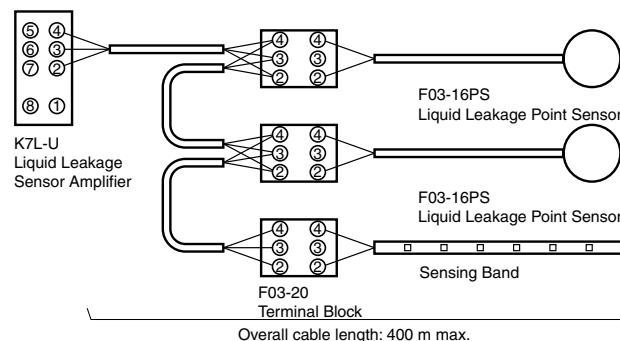 ⑤ ④ ④ ④
⑥ ③ ③ ③
⑦ ② ② ②
F03-16PS
Liquid Leakage Point Sensor
⑧ ①
K7L-U
Liquid Leakage
Sensor Amplifier
④ ④
③ ③
② ②
F03-16PS
Liquid Leakage Point Sensor
④ ④
③ ③
② ②
Sensing Band
F03-20
Terminal Block
Overall cable length: 400 m max.